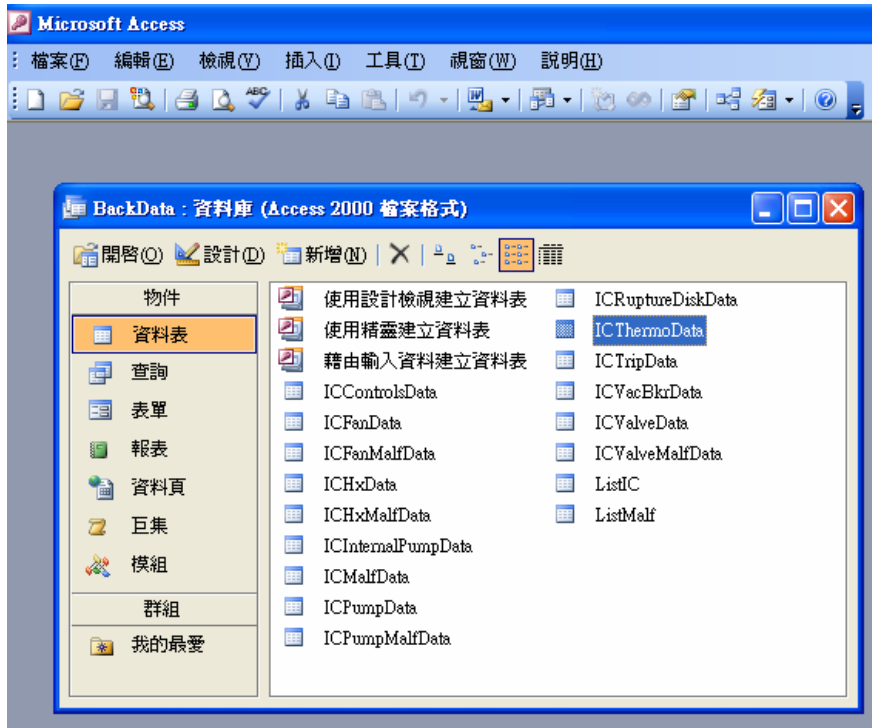 Microsoft Access
檔案(F) 編輯(E) 檢視(V) 插入(I) 工具(T) 視窗(W) 說明(H)
BackData : 資料庫 (Access 2000 檔案格式)
開啓(O) 設計(D) 新增(N)
物件
資料表
查詢
表單
報表
資料頁
巨集
模組
群組
我的最愛
使用設計檢視建立資料表
使用精靈建立資料表
藉由輸入資料建立資料表
ICControlsData
ICFanData
ICFanMalfData
ICHxData
ICHxMalfData
ICInternalPumpData
ICMalfData
ICPumpData
ICPumpMalfData
ICRuptureDiskData
ICThermoData
ICTripData
ICVacBkrData
ICValveData
ICValveMalfData
ListIC
ListMalf